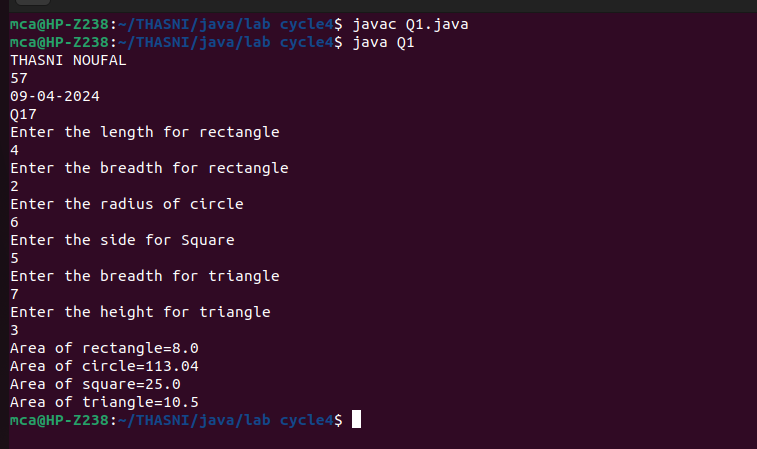 mca@HP-Z238:~/THASNI/java/lab cycle4$ javac Q1.java
mca@HP-Z238:~/THASNI/java/lab cycle4$ java Q1
THASNI NOUFAL
57
09-04-2024
Q17
Enter the length for rectangle
4
Enter the breadth for rectangle
2
Enter the radius of circle
6
Enter the side for Square
5
Enter the breadth for triangle
7
Enter the height for triangle
3
Area of rectangle=8.0
Area of circle=113.04
Area of square=25.0
Area of triangle=10.5
mca@HP-Z238:~/THASNI/java/lab cycle4$